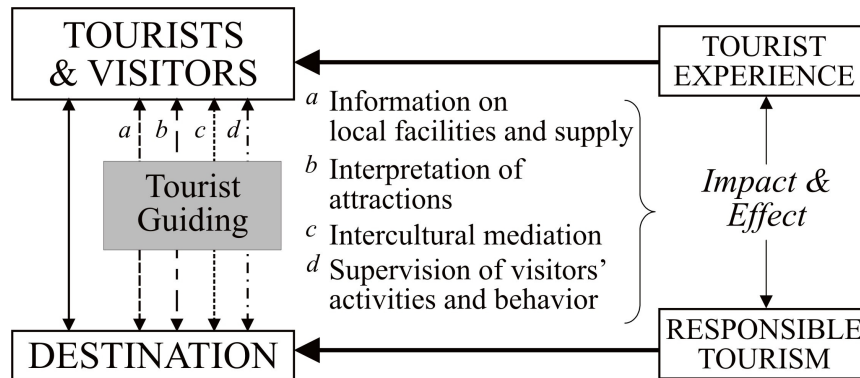 TOURISTS
& VISITORS
TOURIST
EXPERIENCE
a b c d
Tourist
Guiding
a Information on
local facilities and supply
b Interpretation of
attractions
c Intercultural mediation
d Supervision of visitors’
activities and behavior
Impact &
Effect
DESTINATION
RESPONSIBLE
TOURISM